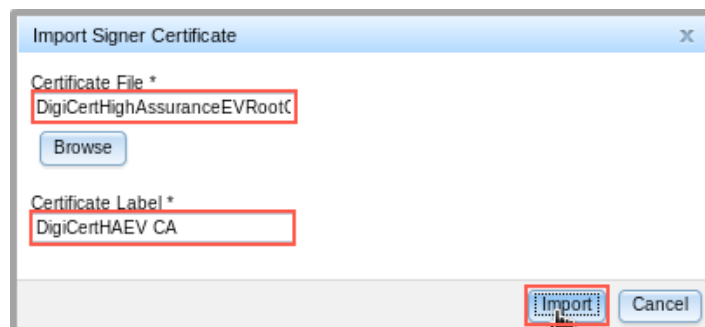 Import Signer Certificate x
Certificate File *
DigiCertHighAssuranceEVRootC
Browse
Certificate Label *
DigiCertHAEV CA
Import Cancel